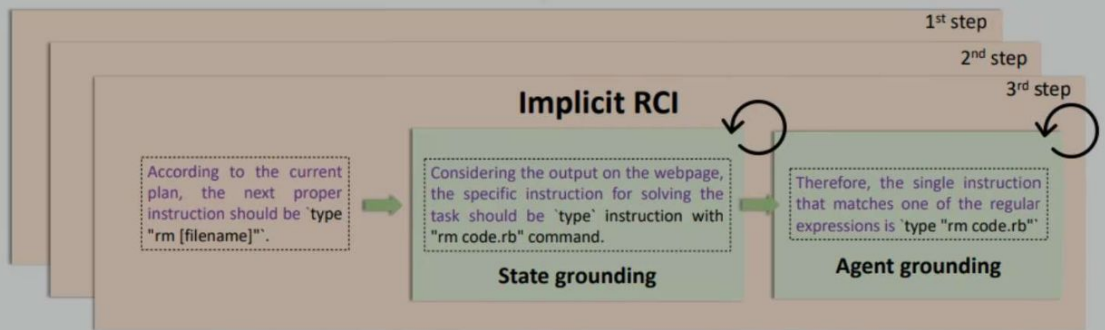 1st step
2nd step
3rd step
Implicit RCI
According to the current
plan, the next proper
instruction should be `type
"rm [filename]"`.
Considering the output on the webpage,
the specific instruction for solving the
task should be `type` instruction with
"rm code.rb" command.
State grounding
Therefore, the single instruction
that matches one of the regular
expressions is `type "rm code.rb"`
Agent grounding